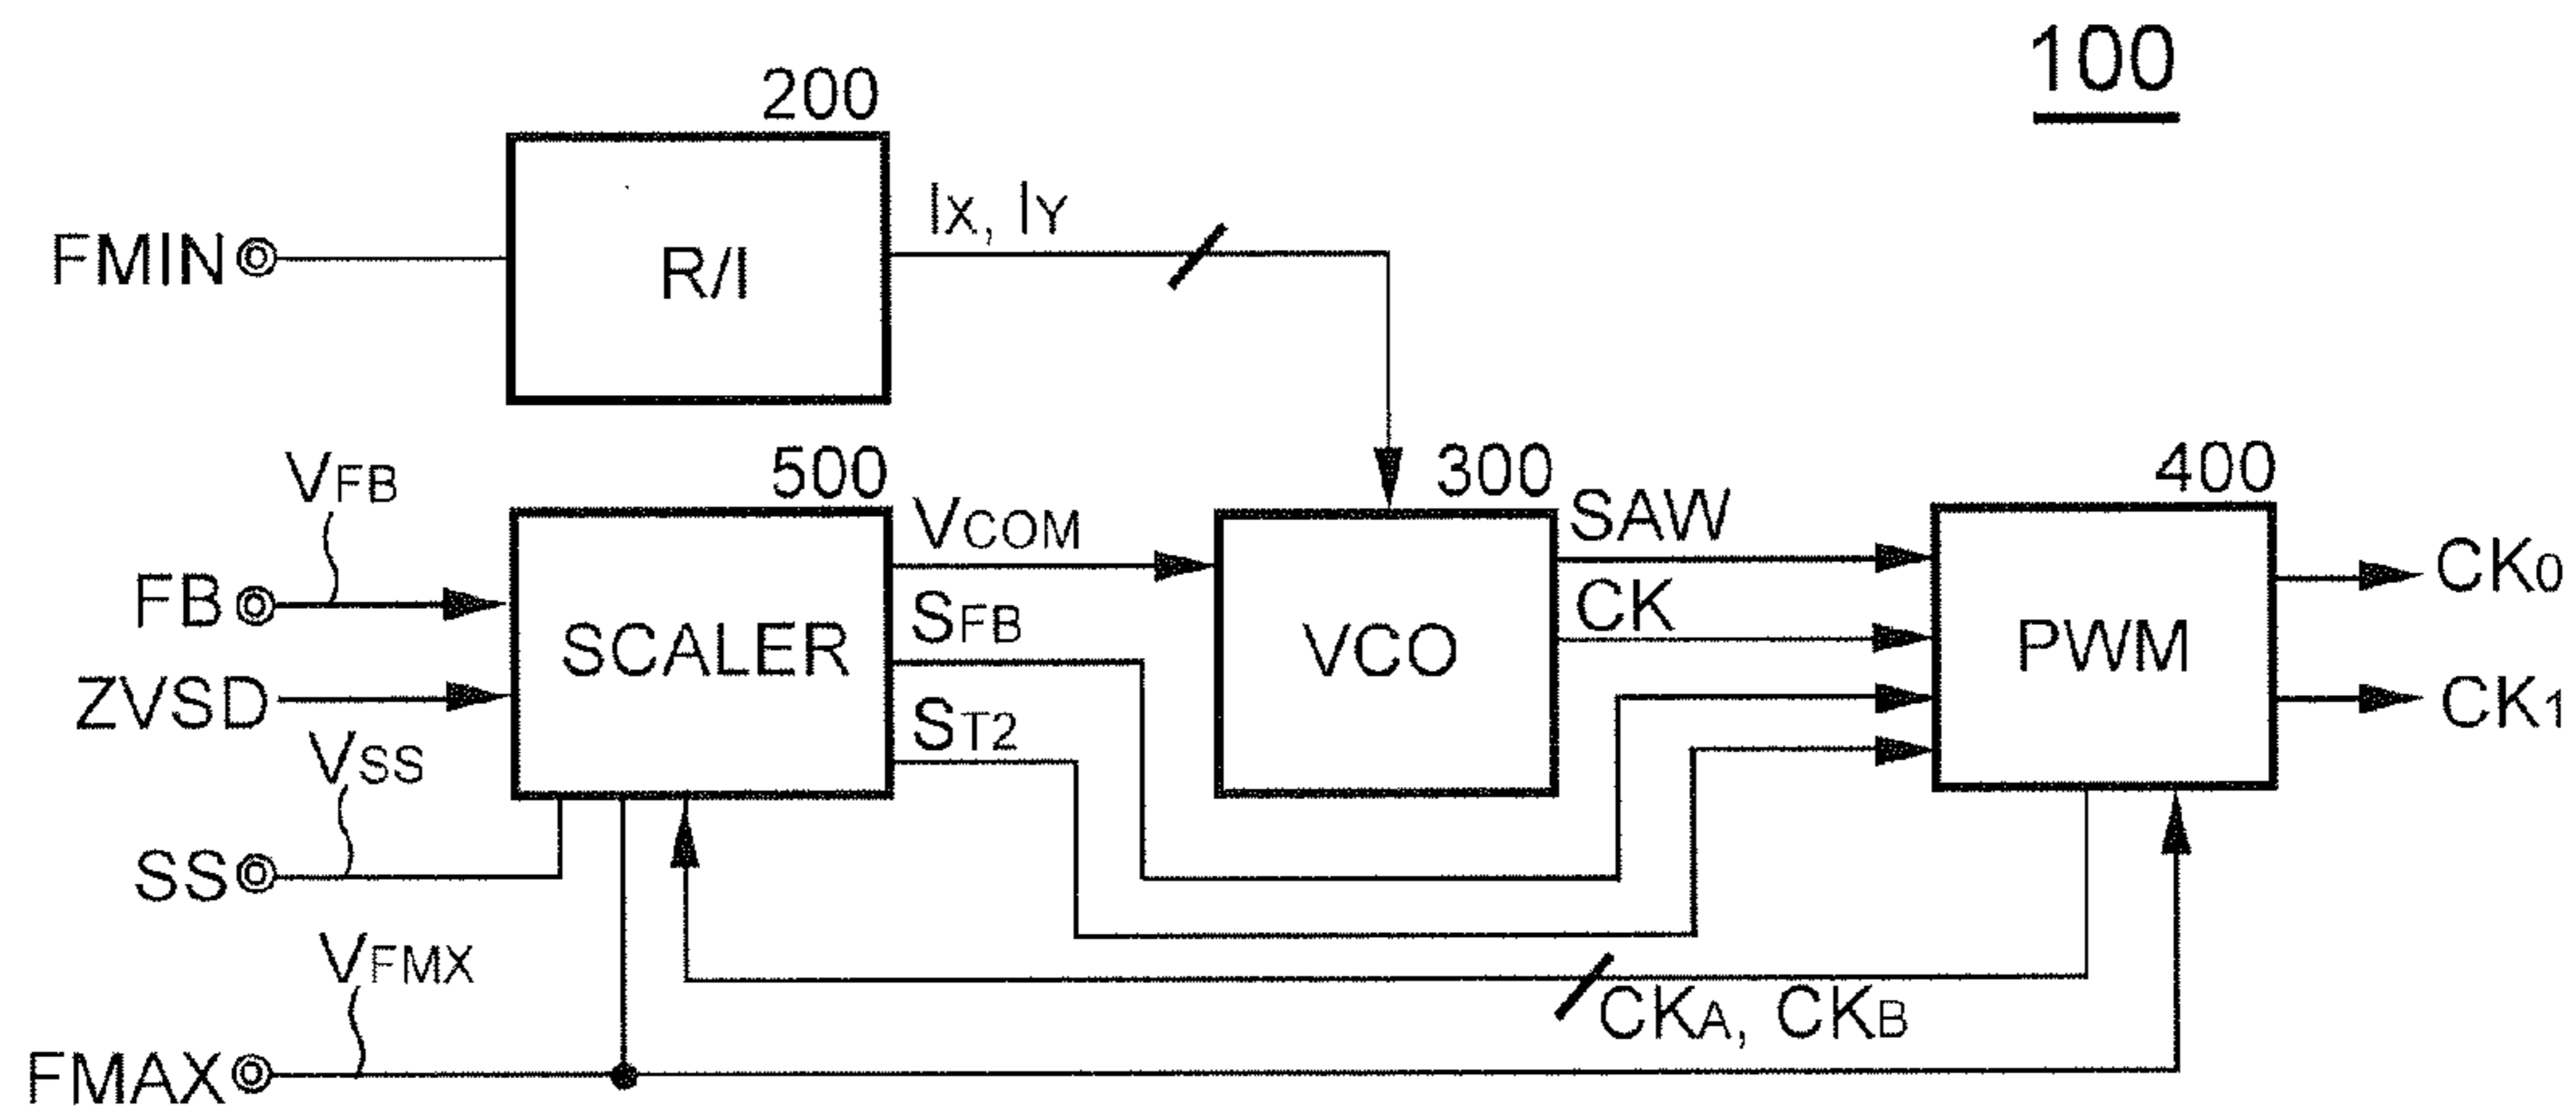 100
200
FMIN
R/I
IX, IY
VFB
500
VCOM
300
SAW
400
FB
SCALER
SFB
VCO
CK
PWM
CK0
ZVSD
ST2
CK1
VSS
SS
VFMX
CKA, CKB
FMAX